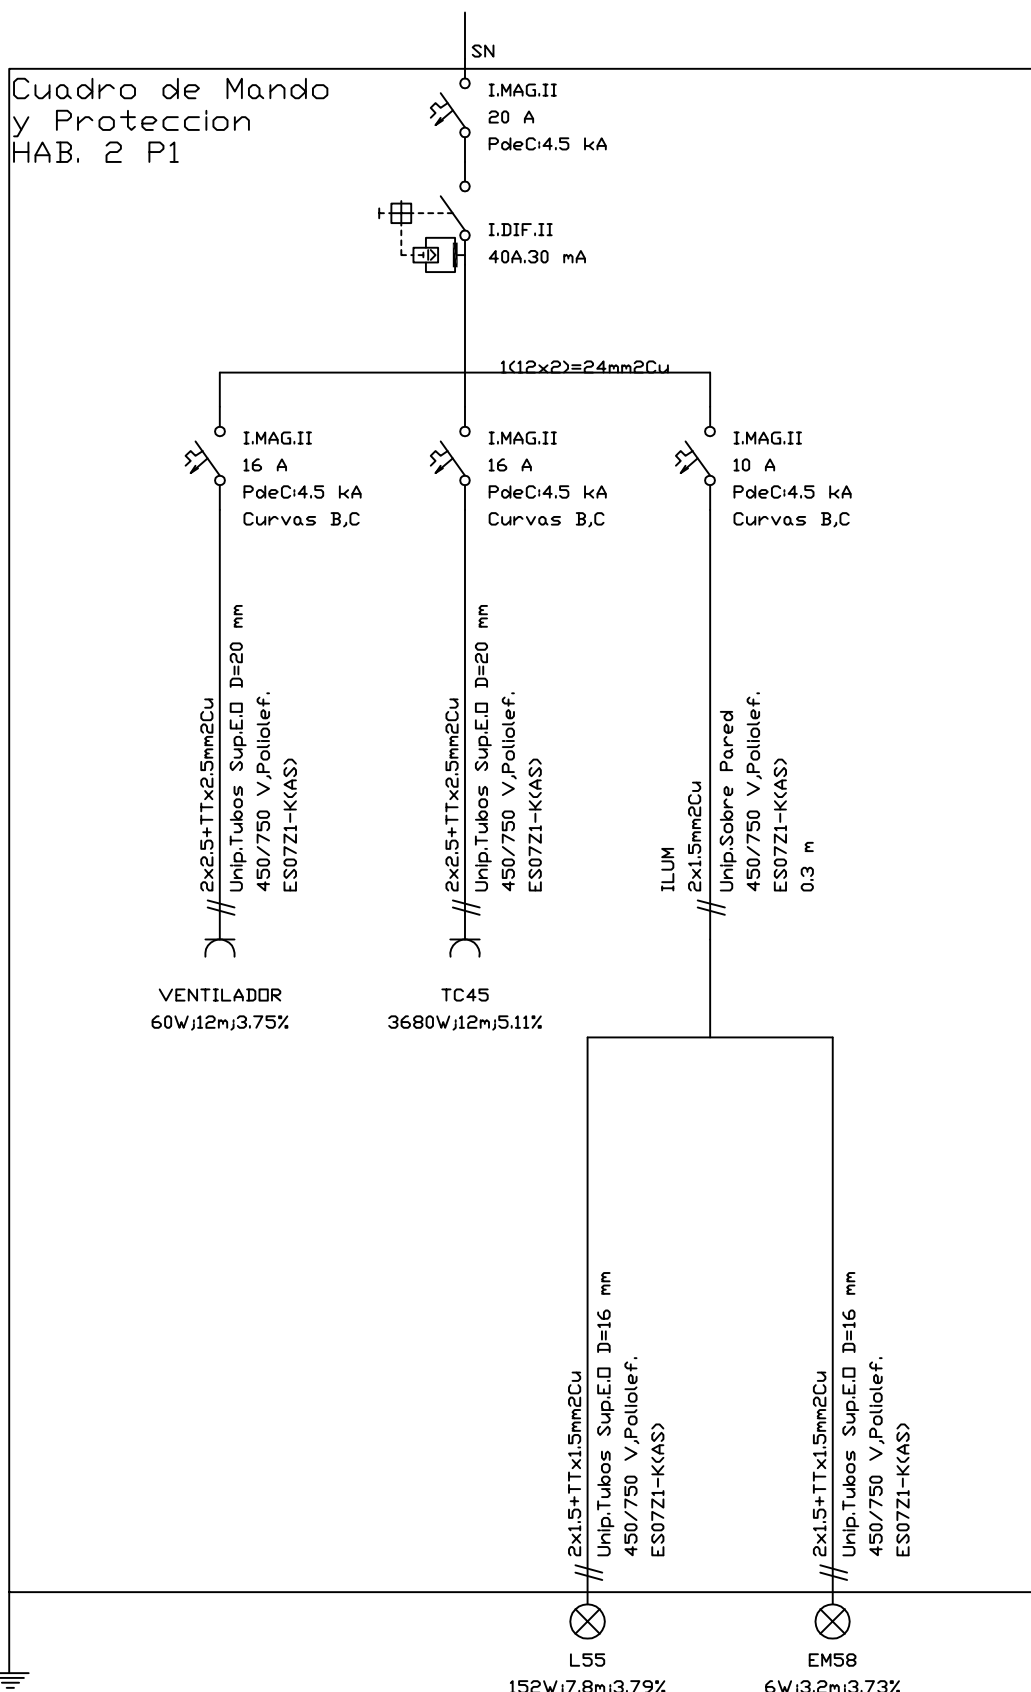 SN
Cuadro de Mando
y Proteccion
HAB. 2 P1
I.MAG.II
20 A
PdeC:4.5 kA
I.DIF.II
40A.30 mA
1(12x2)=24mm2Cu
I.MAG.II
16 A
PdeC:4.5 kA
Curvas B,C
I.MAG.II
16 A
PdeC:4.5 kA
Curvas B,C
I.MAG.II
10 A
PdeC:4.5 kA
Curvas B,C
2x2.5+TTx2.5mm2Cu
Unip.Tubos Sup.E.O D=20 mm
450/750 V,Poliolef.
ES07Z1-K(AS)
2x2.5+TTx2.5mm2Cu
Unip.Tubos Sup.E.O D=20 mm
450/750 V,Poliolef.
ES07Z1-K(AS)
ILUM
2x1.5mm2Cu
Unip.Sobre Pared
450/750 V,Poliolef.
ES07Z1-K(AS)
0.3 m
VENTILADOR
60W;12m;3.75%
TC45
3680W;12m;5.11%
2x1.5+TTx1.5mm2Cu
Unip.Tubos Sup.E.O D=16 mm
450/750 V,Poliolef.
ES07Z1-K(AS)
2x1.5+TTx1.5mm2Cu
Unip.Tubos Sup.E.O D=16 mm
450/750 V,Poliolef.
ES07Z1-K(AS)
L55
152W;7.8m;3.79%
EM58
6W;3.2m;3.73%